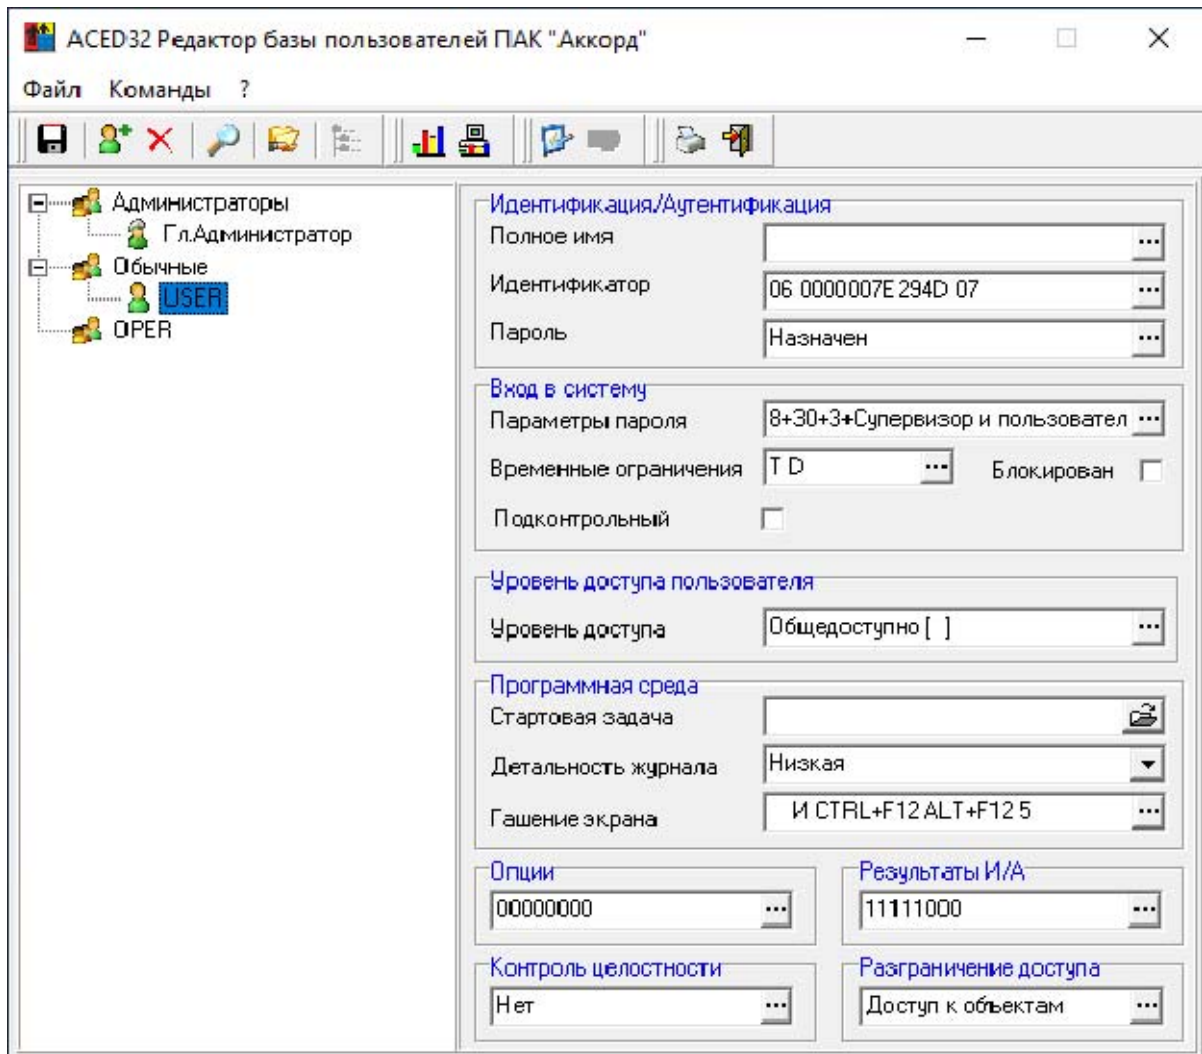 ACED32 Редактор базы пользователей ПАК "Аккорд"
Файл Команды ?
Администраторы
Гл.Администратор
Обычные
USER
OPER
Идентификация/Аутентификация
Полное имя ...
Идентификатор 06 0000007E294D 07 ...
Пароль Назначен ...
Вход в систему
Параметры пароля 8+30+3+Супервизор и пользовател ...
Временные ограничения T D ... Блокирован
Подконтрольный
Уровень доступа пользователя
Уровень доступа Общедоступно [ ] ...
Программная среда
Стартовая задача
Детальность журнала Низкая
Гашение экрана И CTRL+F12 ALT+F12 5 ...
Опции Результаты И/А
00000000 ... 11111000 ...
Контроль целостности Разграничение доступа
Нет ... Доступ к объектам ...